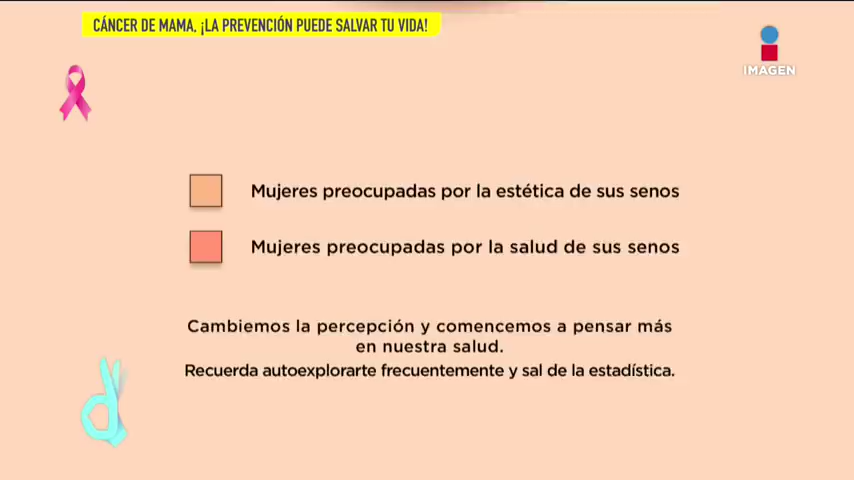 CÁNCER DE MAMA, ¡LA PREVENCIÓN PUEDE SALVAR TU VIDA!
IMAGEN
Mujeres preocupadas por la estética de sus senos
Mujeres preocupadas por la salud de sus senos
Cambiemos la percepción y comencemos a pensar más
en nuestra salud.
Recuerda autoexplorarte frecuentemente y sal de la estadística.